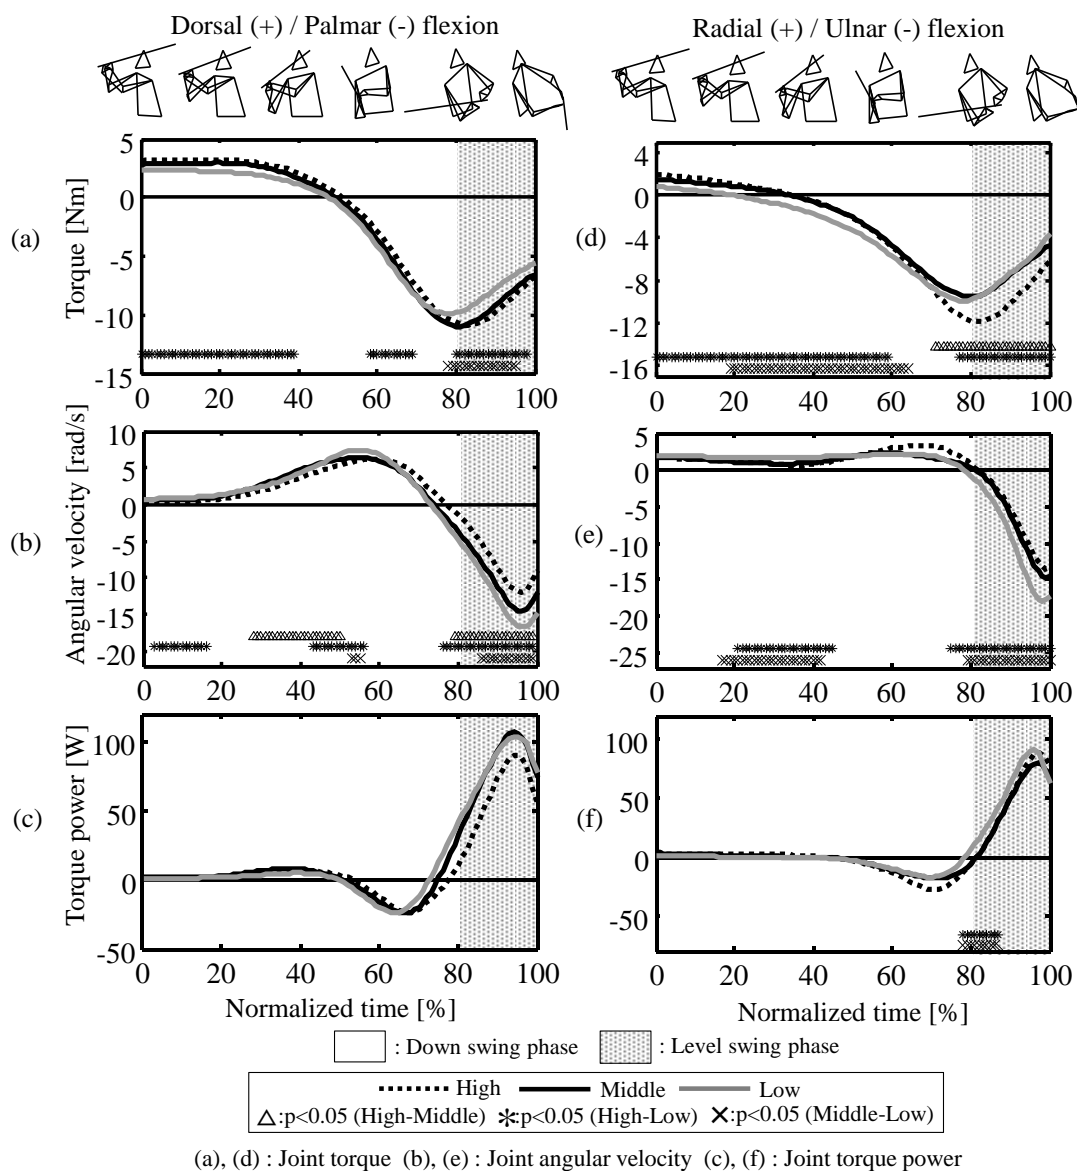 Dorsal (+) / Palmar (-) flexion
Radial (+) / Ulnar (-) flexion
(a)
Torque [Nm]
5
0
-5
-10
-15
0 20 40 60 80 100
(d)
4
0
-4
-8
-12
-16
0 20 40 60 80 100
(b)
Angular velocity [rad/s]
10
5
0
-5
-10
-15
-20
0 20 40 60 80 100
(e)
5
0
-5
-10
-15
-20
-25
0 20 40 60 80 100
(c)
Torque power [W]
100
50
0
-50
0 20 40 60 80 100
Normalized time [%]
(f)
100
50
0
-50
0 20 40 60 80 100
Normalized time [%]
: Down swing phase : Level swing phase
High Middle Low
△:p<0.05 (High-Middle) ✻:p<0.05 (High-Low) ×:p<0.05 (Middle-Low)
(a), (d) : Joint torque (b), (e) : Joint angular velocity (c), (f) : Joint torque power